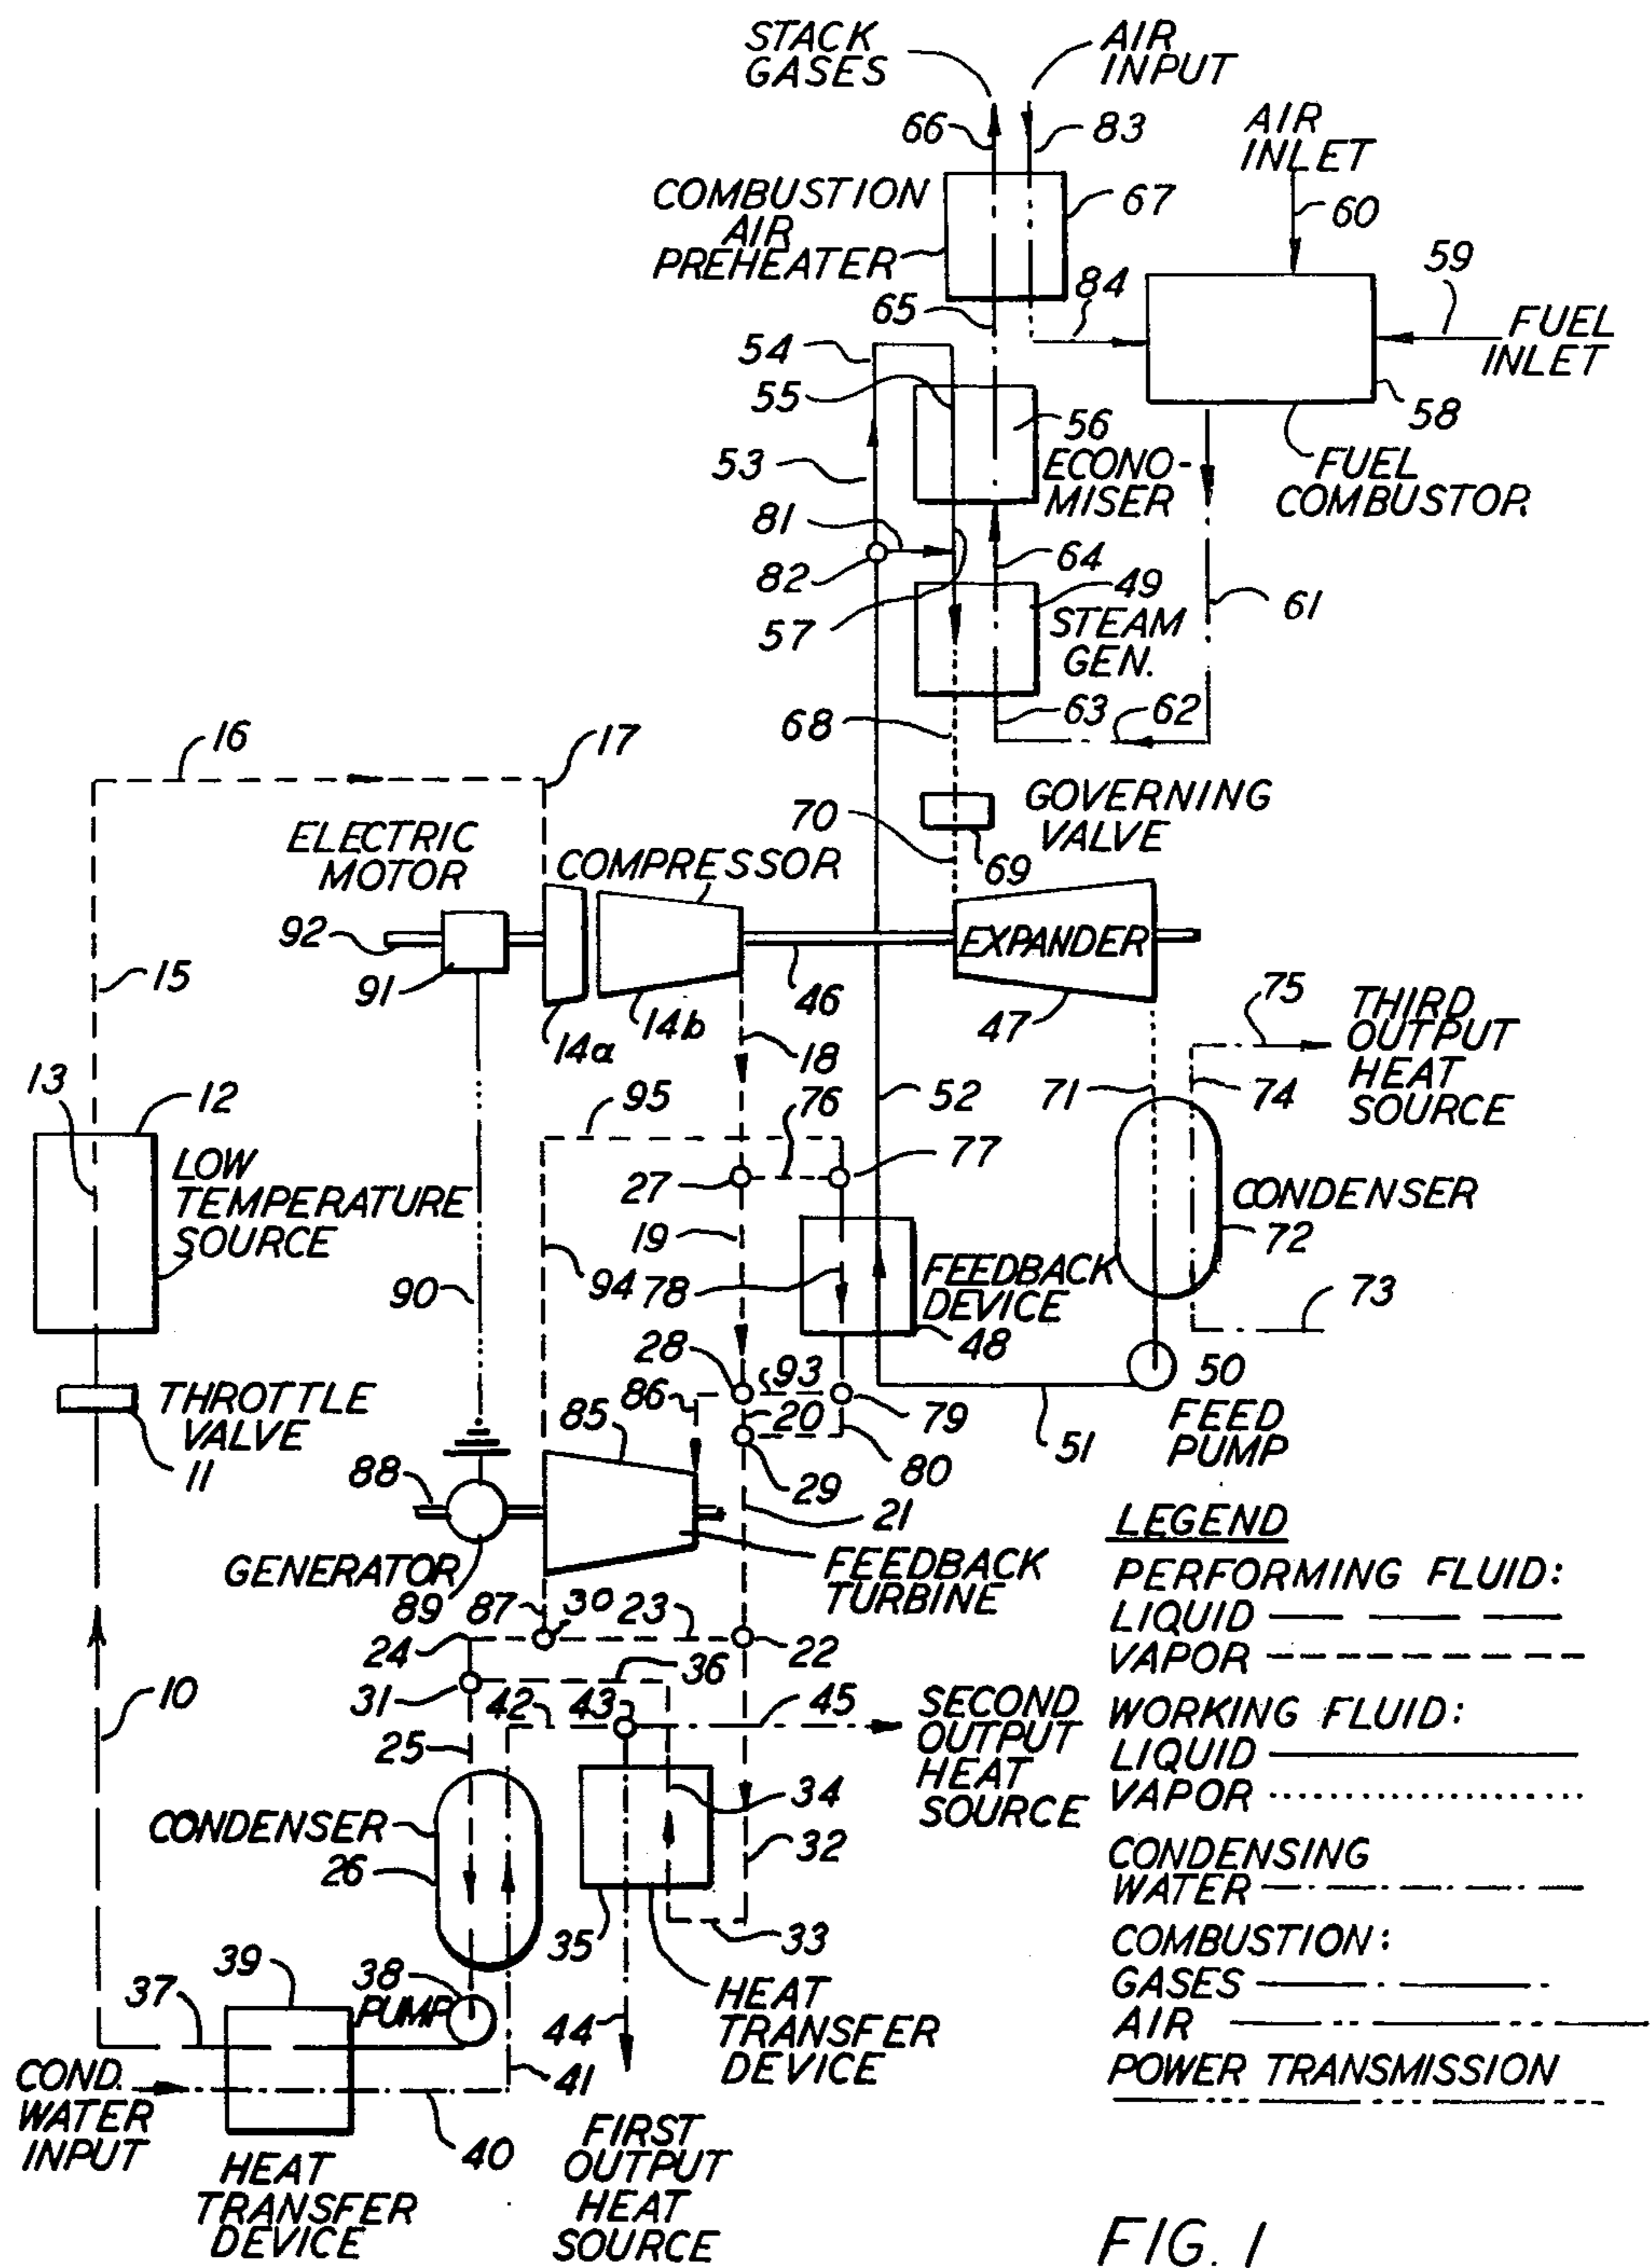 STACK
GASES
AIR
INPUT
66
83
AIR
INLET
60
COMBUSTION
AIR
PREHEATER
67
59
84
65
FUEL
INLET
54
55
58
56
53
ECONO-
MISER
FUEL
COMBUSTOR
81
82
64
49
61
57
STEAM
GEN.
16
17
68
63
62
ELECTRIC
MOTOR
COMPRESSOR
70
GOVERNING
VALVE
69
92
91
EXPANDER
15
46
47
14a
14b
18
75
THIRD
OUTPUT
HEAT
SOURCE
13
12
95
76
52
71
74
LOW
TEMPERATURE
SOURCE
27
77
CONDENSER
72
19
90
94
78
FEEDBACK
DEVICE
48
73
28
93
50
THROTTLE
VALVE
11
86
85
20
79
FEED
PUMP
51
80
88
29
21
GENERATOR
89
FEEDBACK
TURBINE
87
30
23
24
22
31
36
10
42
43
45
SECOND
OUTPUT
HEAT
SOURCE
25
34
CONDENSER
26
32
35
33
39
38
PUMP
37
44
HEAT
TRANSFER
DEVICE
COND.
WATER
INPUT
41
40
HEAT
TRANSFER
DEVICE
FIRST
OUTPUT
HEAT
SOURCE
LEGEND
PERFORMING FLUID:
LIQUID
VAPOR
WORKING FLUID:
LIQUID
VAPOR
CONDENSING
WATER
COMBUSTION:
GASES
AIR
POWER TRANSMISSION
FIG. 1